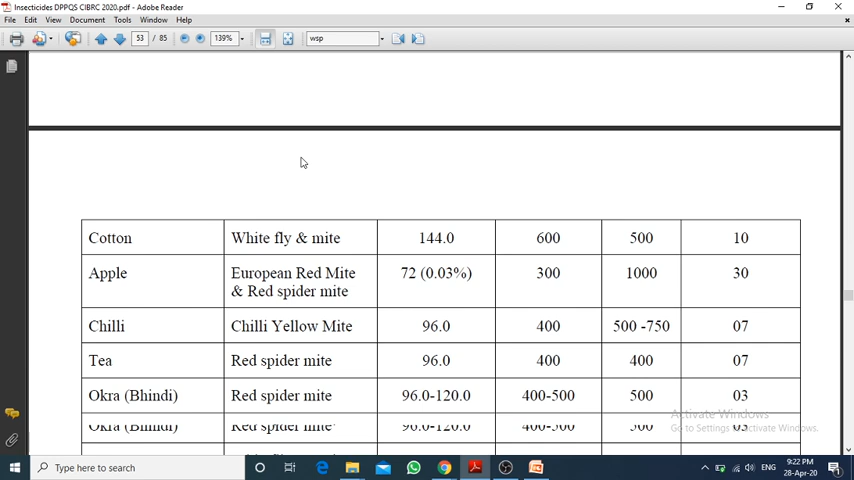 Insecticides DPPQS CIBRC 2020.pdf - Adobe Reader
File Edit View Document Tools Window Help
53 / 85 139% wsp
Cotton White fly & mite 144.0 600 500 10
Apple European Red Mite 72 (0.03%) 300 1000 30
& Red spider mite
Chilli Chilli Yellow Mite 96.0 400 500 -750 07
Tea Red spider mite 96.0 400 400 07
Okra (Bhindi) Red spider mite 96.0-120.0 400-500 500 03
Activate Windows
Okra (Bhindi) Red spider mite 96.0-120.0 400-500 500 03
Go to Settings to activate Windows.
Type here to search
ENG
9:22 PM
28-Apr-20
1